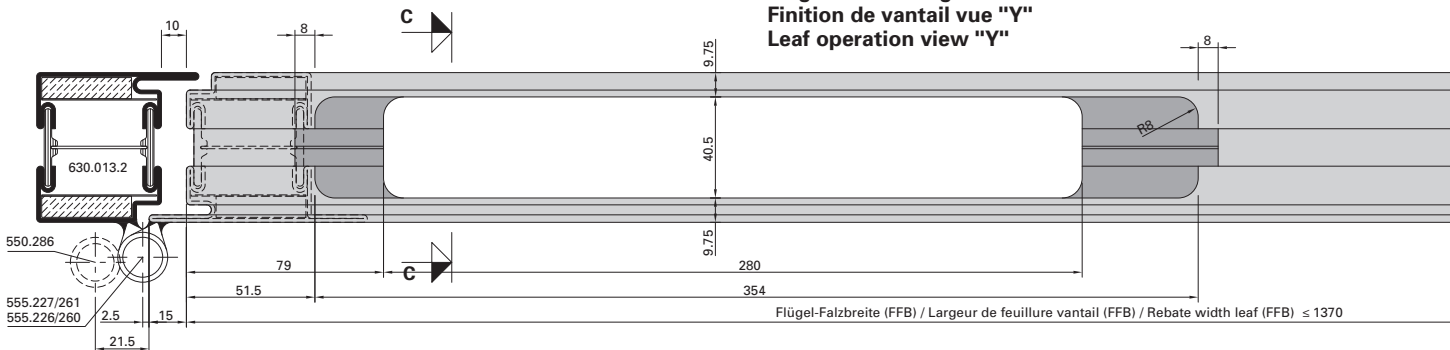 Finition de vantail vue "Y"
Leaf operation view "Y"
10
C
8
9.75
8
R8
40.5
630.013.2
9.75
550.286
79
C
280
555.227/261
51.5
354
555.226/260
2.5
15
Flügel-Falzbreite (FFB) / Largeur de feuillure vantail (FFB) / Rebate width leaf (FFB) ≤ 1370
21.5